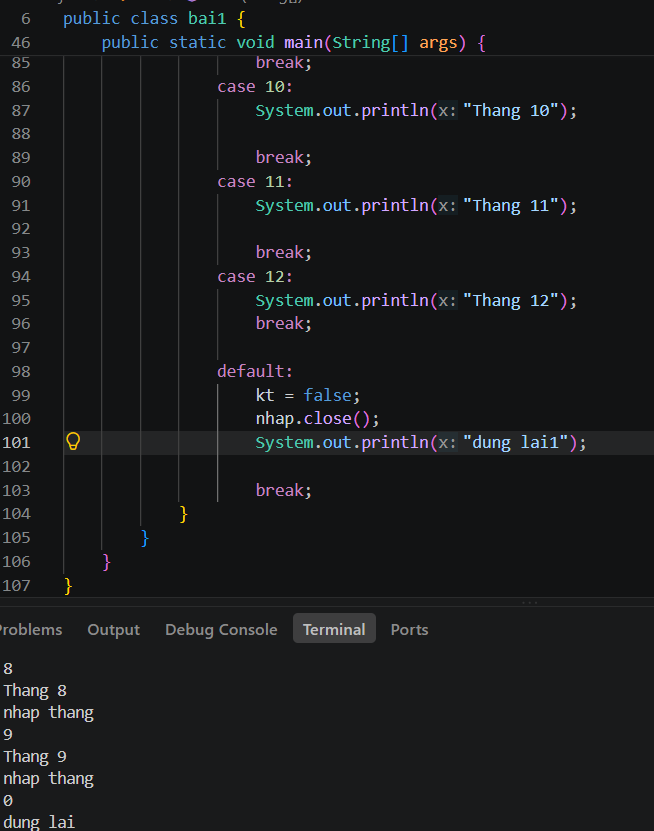 6 public class bai1 {
46 public static void main(String[] args) {
85 break;
86 case 10:
87 System.out.println(x: "Thang 10");
88
89 break;
90 case 11:
91 System.out.println(x: "Thang 11");
92
93 break;
94 case 12:
95 System.out.println(x: "Thang 12");
96 break;
97
98 default:
99 kt = false;
100 nhap.close();
101 System.out.println(x: "dung lai1");
102
103 break;
104 }
105 }
106 }
107 }
Problems Output Debug Console Terminal Ports
8
Thang 8
nhap thang
9
Thang 9
nhap thang
0
dung lai